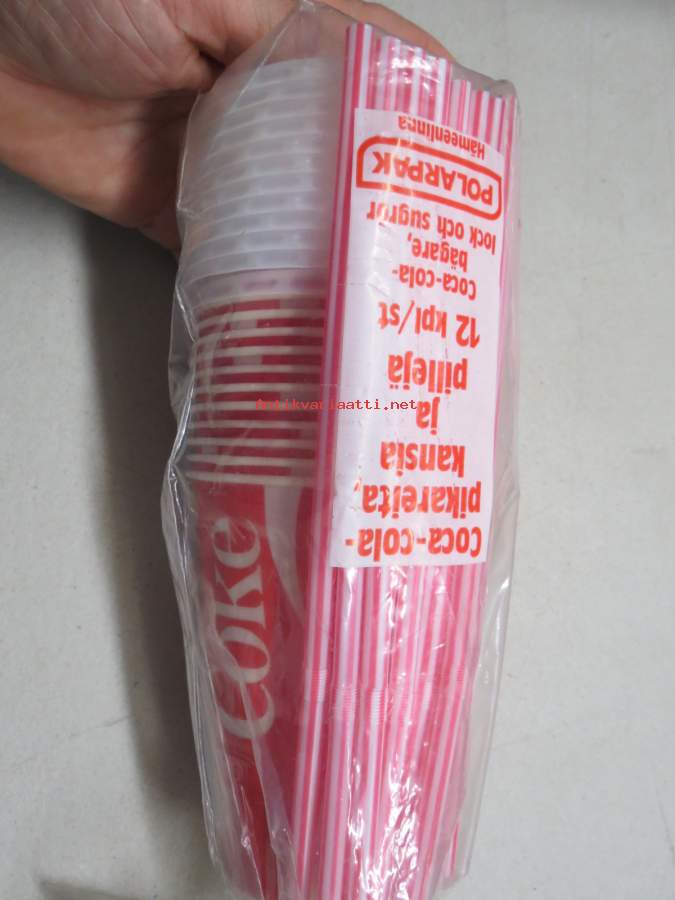 Coca-cola-
pikareita,
kansia
ja
pillejä
12 kpl/st
Coca-cola-
bägare,
lock och sugrör
POLARPAK
Hämeenlinna
Coke
Antikvariaatti.net